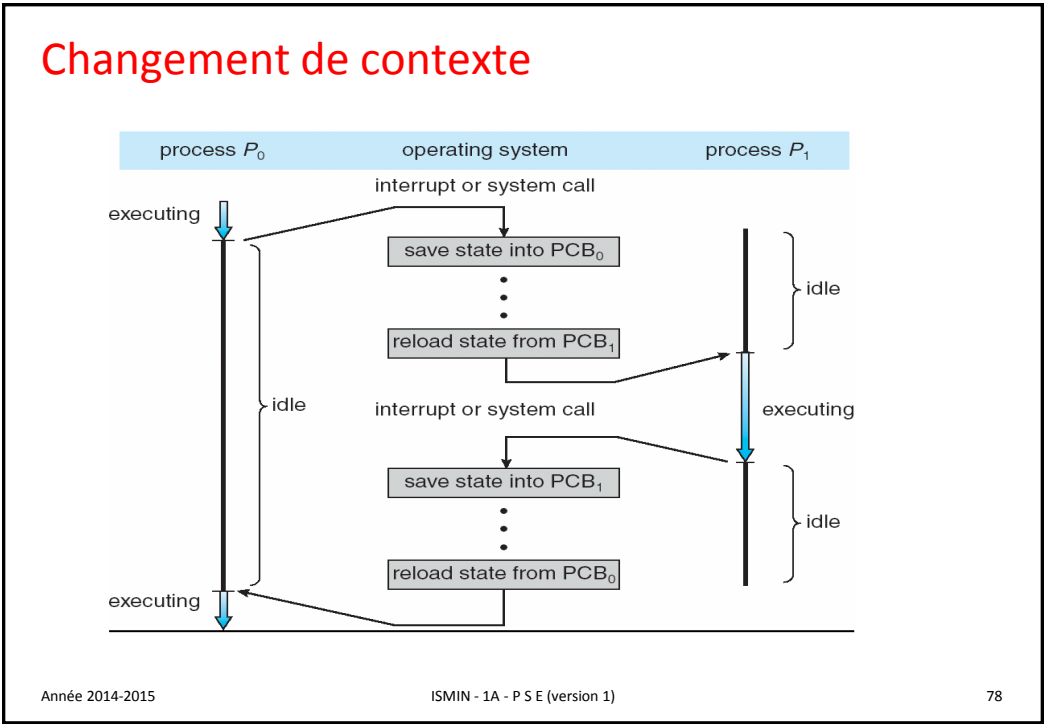 Changement de contexte
process P₀ operating system process P₁
interrupt or system call
executing
save state into PCB₀
idle
reload state from PCB₁
idle
interrupt or system call
executing
save state into PCB₁
idle
reload state from PCB₀
executing
Année 2014-2015 ISMIN - 1A - P S E (version 1) 78